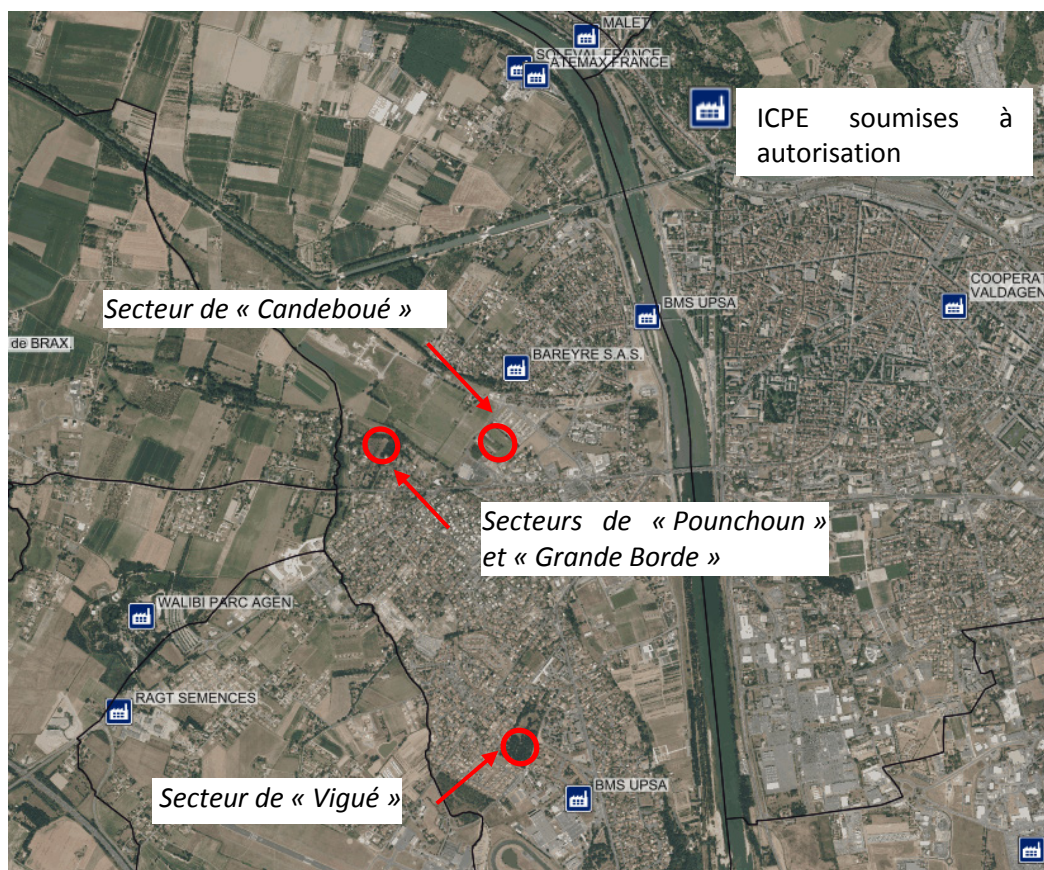 MALET
SOLEVAL FRANCE
ATEMAX FRANCE
ICPE soumises à
autorisation
COOPERAT
VALDAGEN
BMS UPSA
Secteur de « Candeboué »
de BRAX.
BAREYRE S.A.S.
Secteurs de « Pounchoun »
et « Grande Borde »
WALIBI PARC AGEN
RAGT SEMENCES
BMS UPSA
Secteur de « Vigué »